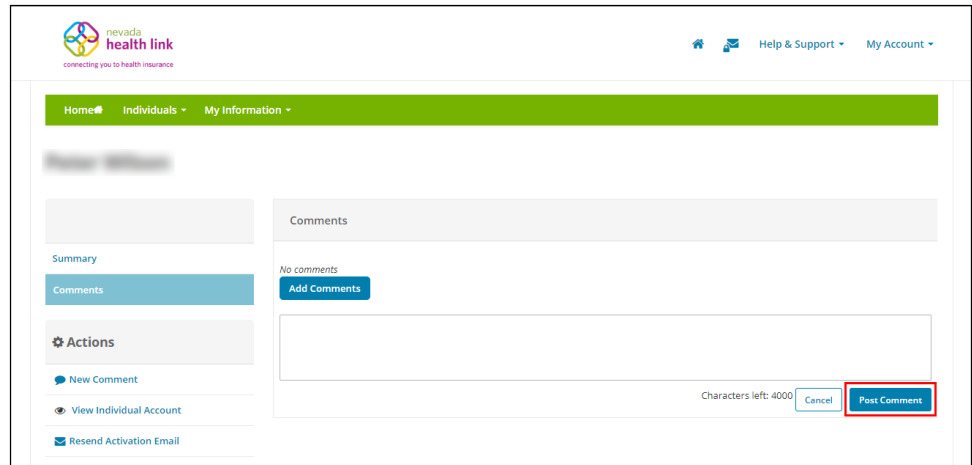 nevada
health link
connecting you to health insurance
Help & Support
My Account
Home
Individuals
My Information
Comments
Summary
Comments
No comments
Add Comments
Actions
New Comment
View Individual Account
Resend Activation Email
Characters left: 4000
Cancel
Post Comment